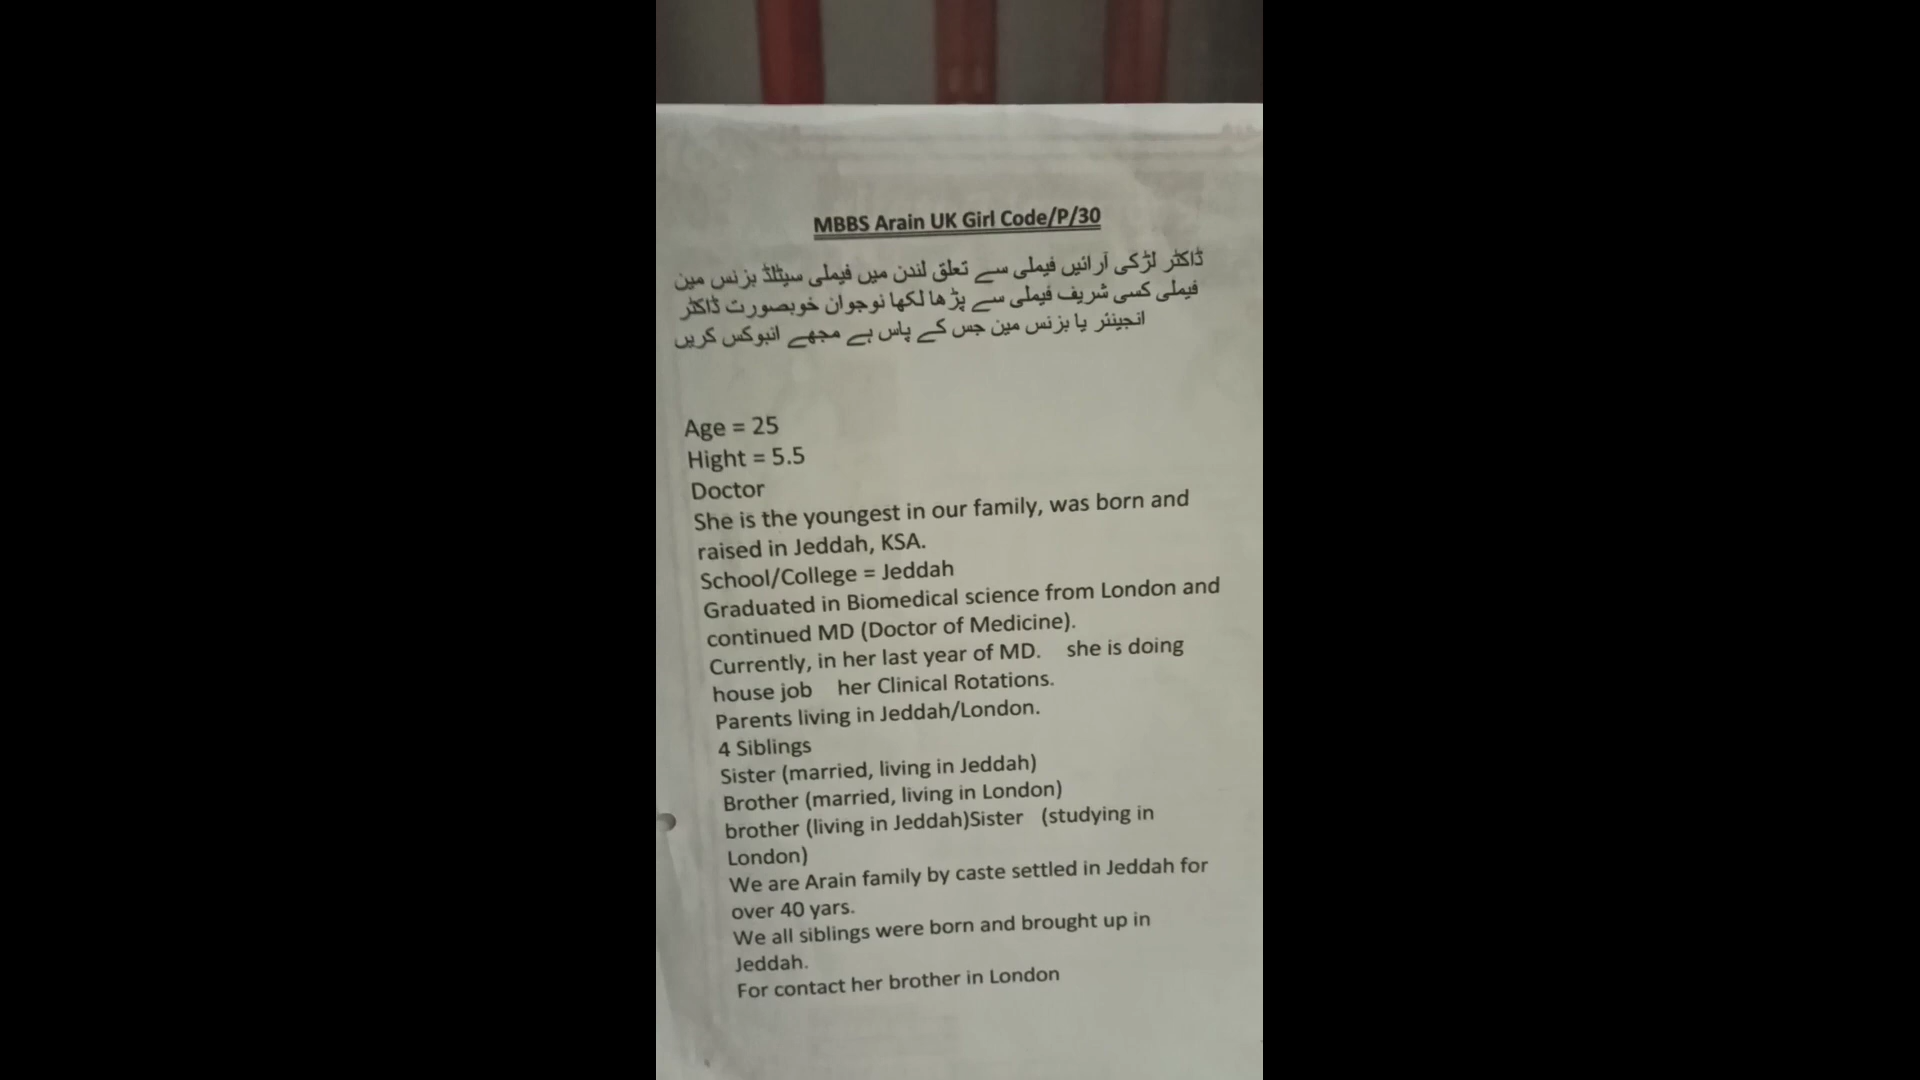 MBBS Arain UK Girl Code/P/30
ڈاکٹر لڑکی آرائیں فیملی سے تعلق لندن میں فیملی سیٹلڈ بزنس مین
فیملی کسی شریف فیملی سے پڑھا لکھا نوجوان خوبصورت ڈاکٹر
انجینئر یا بزنس مین جس کے پاس ہے مجھے انبوکس کریں
Age = 25
Hight = 5.5
Doctor
She is the youngest in our family, was born and
raised in Jeddah, KSA.
School/College = Jeddah
Graduated in Biomedical science from London and
continued MD (Doctor of Medicine).
Currently, in her last year of MD. she is doing
house job her Clinical Rotations.
Parents living in Jeddah/London.
4 Siblings
Sister (married, living in Jeddah)
Brother (married, living in London)
brother (living in Jeddah)Sister (studying in
London)
We are Arain family by caste settled in Jeddah for
over 40 yars.
We all siblings were born and brought up in
Jeddah.
For contact her brother in London